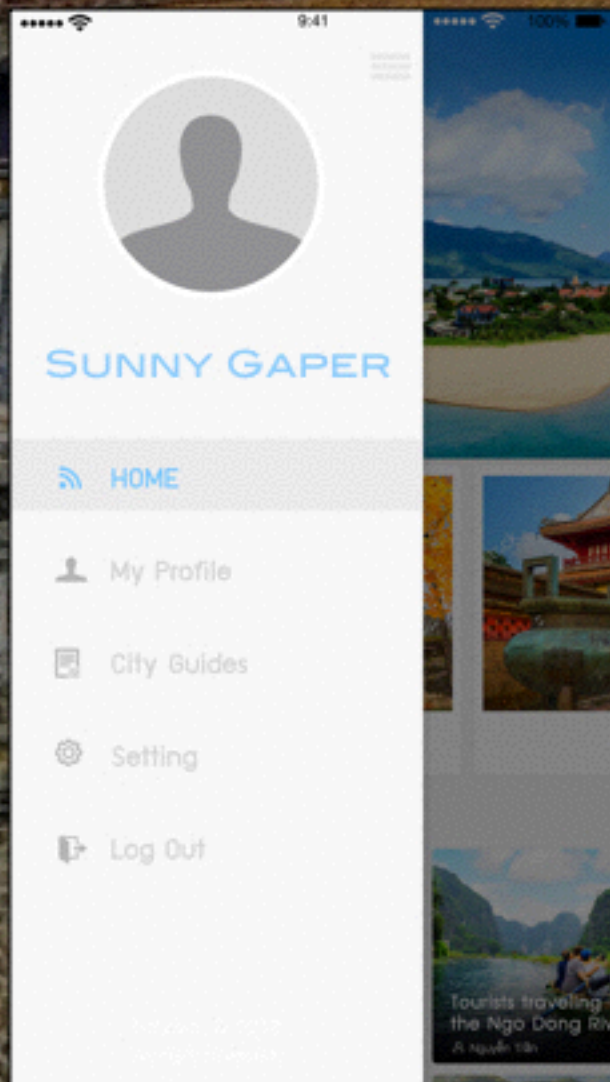 9:41
100%
SUNNY GAPER
HOME
My Profile
City Guides
Setting
Log Out
Tourists traveling
the Ngo Dong Riv
Nguyễn Trần